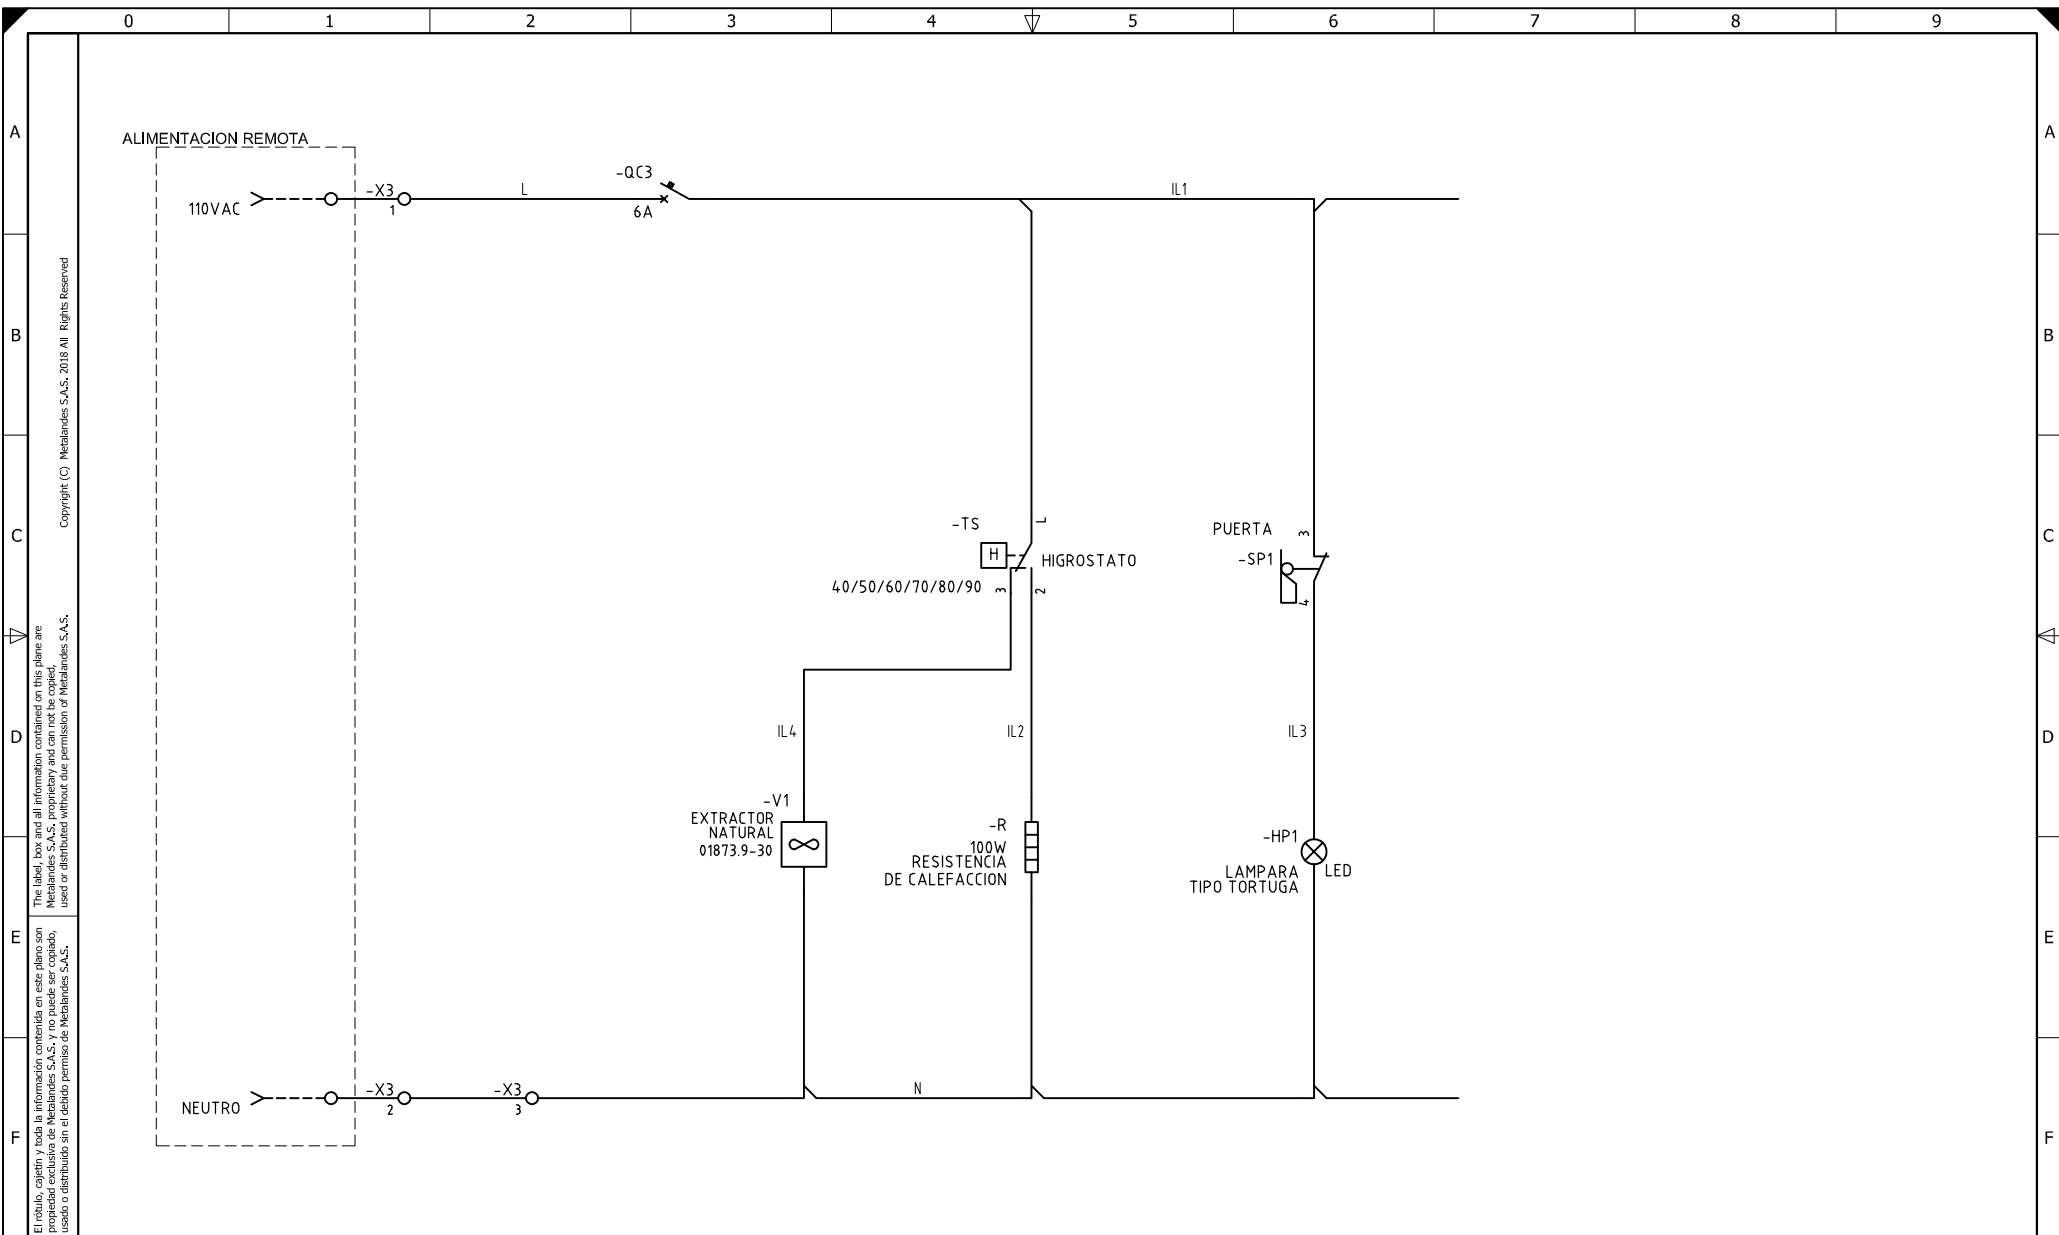 0 1 2 3 4 5 6 7 8 9
A A
ALIMENTACION REMOTA
-QC3
-X3 L IL1
110VAC 1 6A
B B
Copyright (C) Metalandes S.A.S. 2018 All Rights Reserved
C C
-TS L
H HIGROSTATO
40/50/60/70/80/90 3 2
PUERTA 3
-SP1
4
The label, box and all information contained on this plane are
Metalandes S.A.S. proprietary and can not be copied,
used or distributed without due permission of Metalandes S.A.S.
D D
IL4 IL2 IL3
-V1
EXTRACTOR
NATURAL
01873.9-30
-R
100W
RESISTENCIA
DE CALEFACCION
-HP1
LAMPARA LED
TIPO TORTUGA
E E
El rótulo, cajetín y toda la información contenida en este plano son
propiedad exclusiva de Metalandes S.A.S. y no puede ser copiado,
usado o distribuido sin el debido permiso de Metalandes S.A.S.
-X3 -X3 N
NEUTRO 2 3
F F